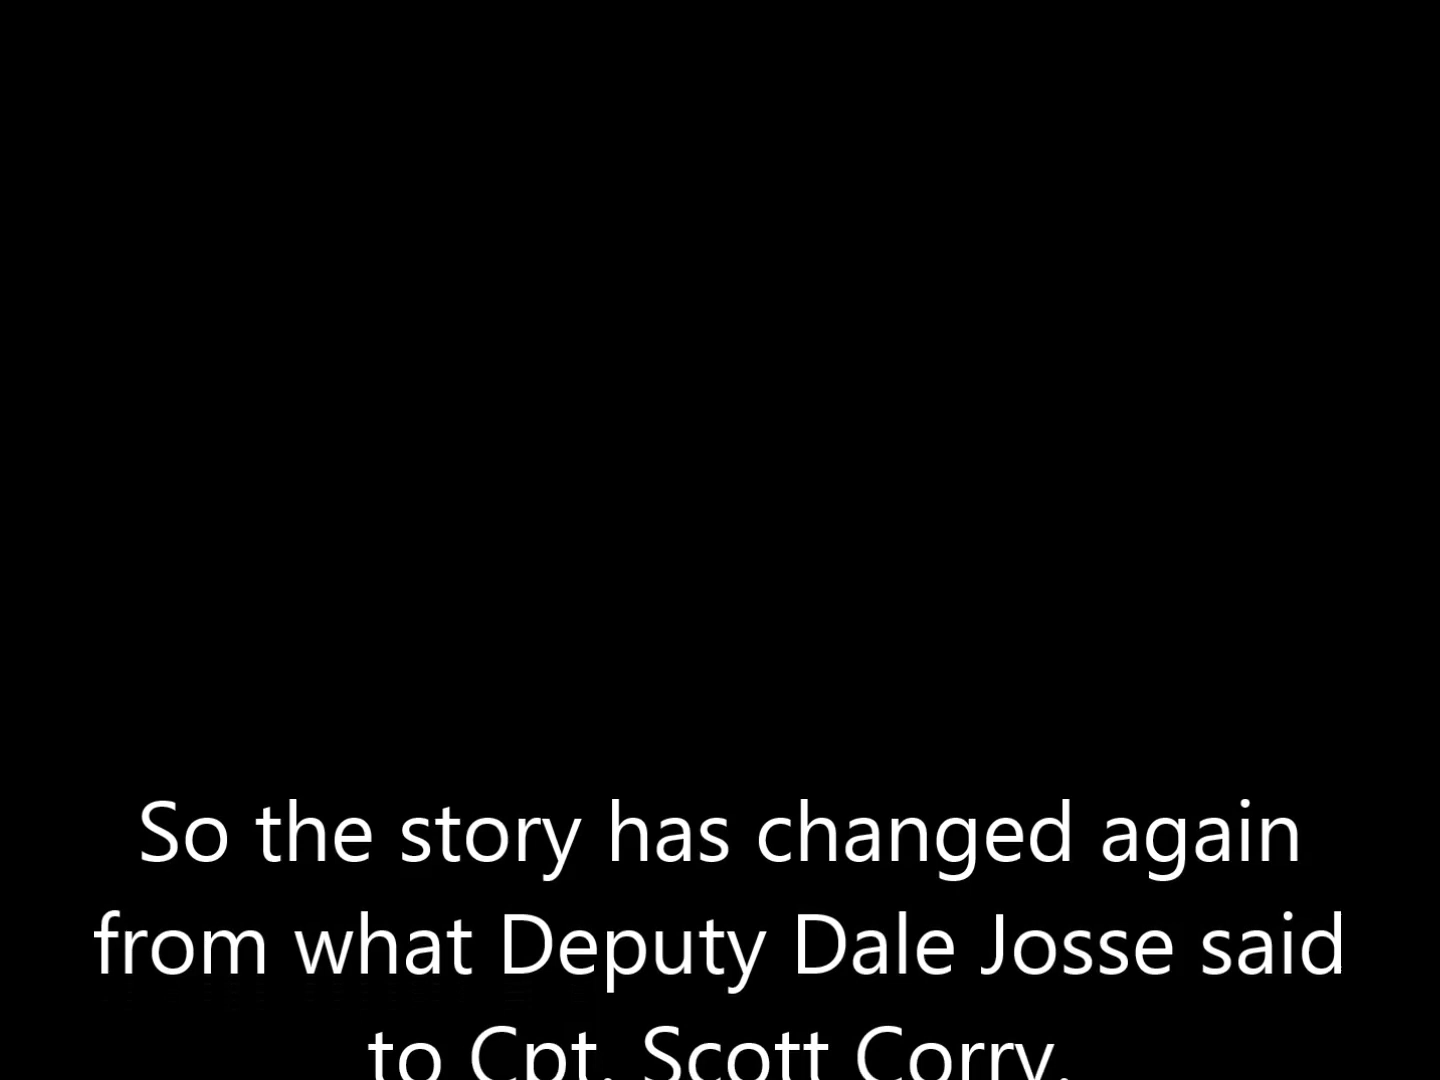 So the story has changed again
from what Deputy Dale Josse said
to Cpt. Scott Corry.